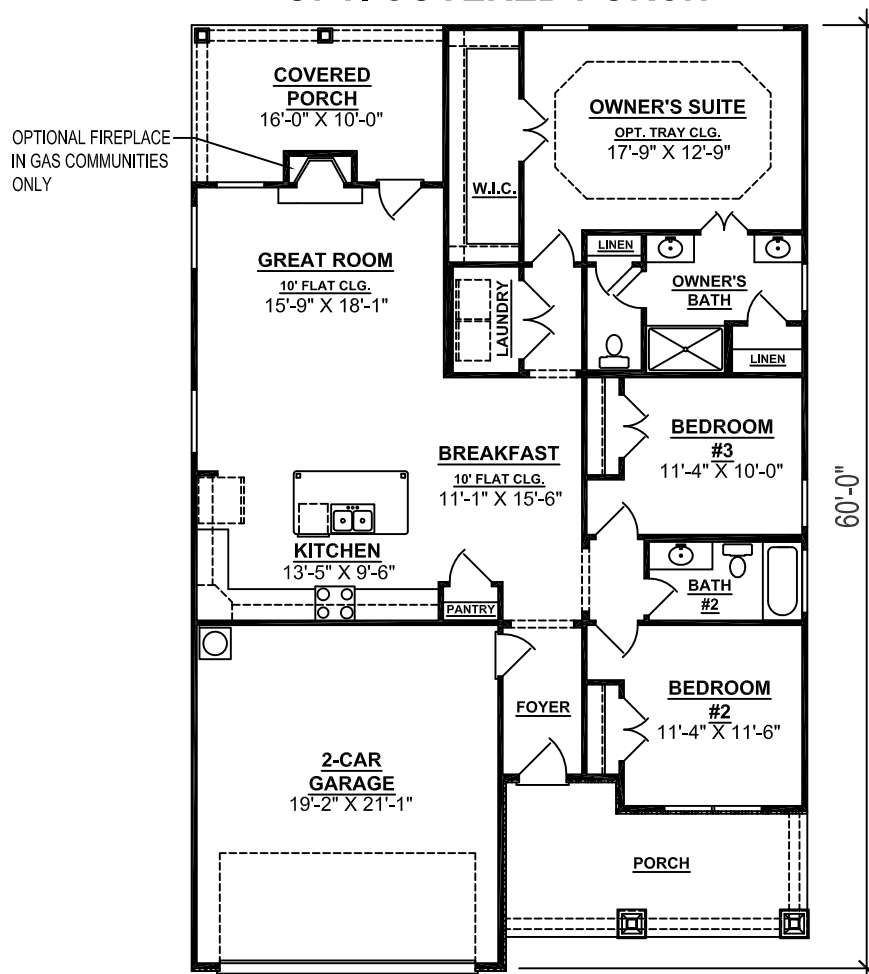 COVERED
PORCH
16'-0" X 10'-0"
OPTIONAL FIREPLACE
IN GAS COMMUNITIES
ONLY
OWNER'S SUITE
OPT. TRAY CLG.
17'-9" X 12'-9"
W.I.C.
GREAT ROOM
10' FLAT CLG.
15'-9" X 18'-1"
LINEN
OWNER'S
BATH
LAUNDRY
LINEN
BREAKFAST
10' FLAT CLG.
11'-1" X 15'-6"
BEDROOM
#3
11'-4" X 10'-0"
60'-0"
KITCHEN
13'-5" X 9'-6"
PANTRY
BATH
#2
FOYER
BEDROOM
#2
11'-4" X 11'-6"
2-CAR
GARAGE
19'-2" X 21'-1"
PORCH